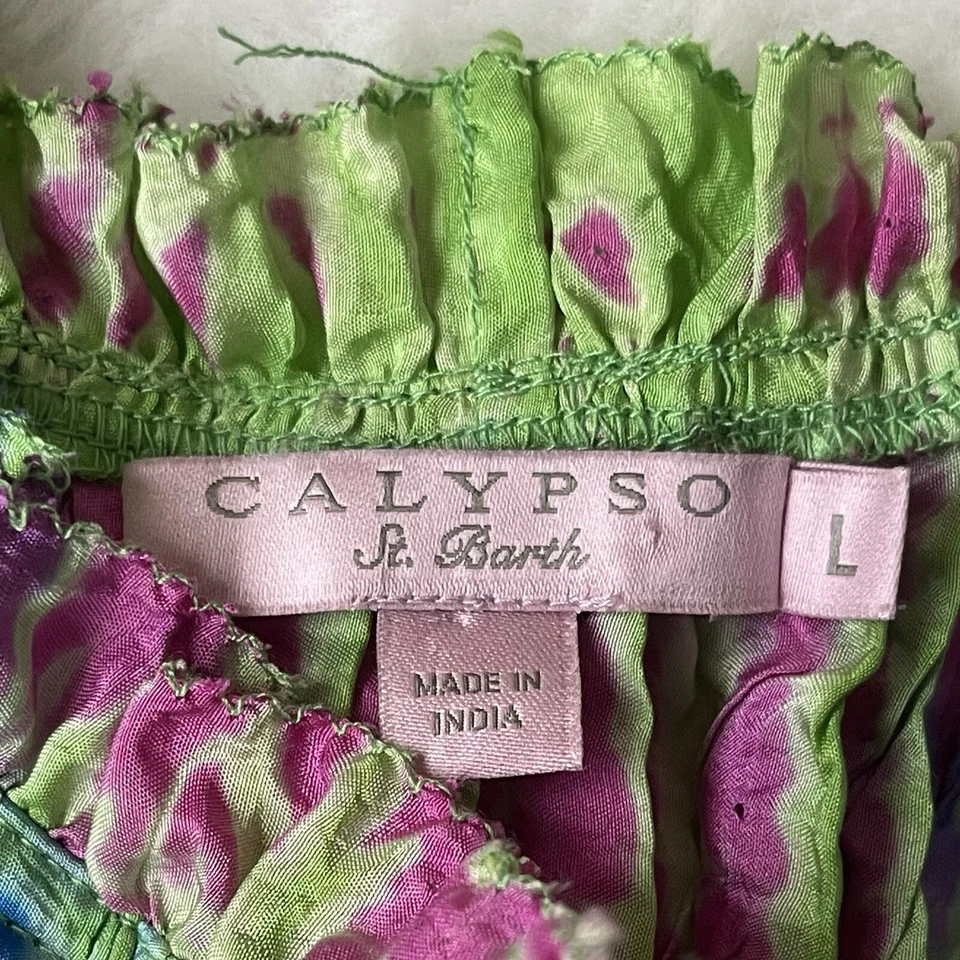 CALYPSO
St. Barth
L
MADE IN
INDIA